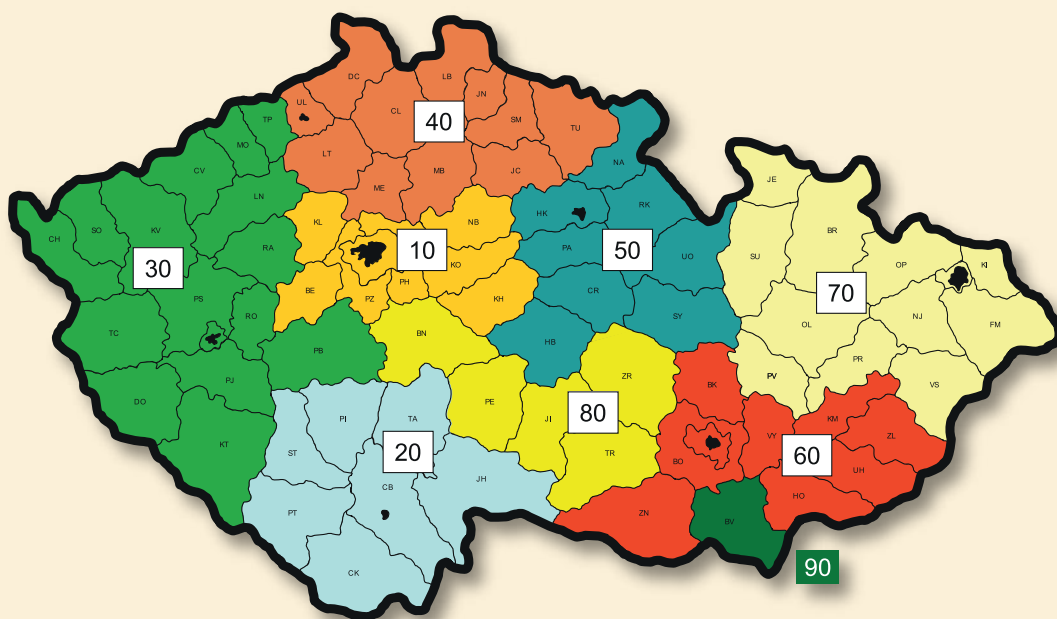 DC
LB
UL
JN
CL
40
TP
SM
TU
MO
LT
NA
CV
MB
JC
ME
LN
RK
HK
KL
NB
CH
SO
KV
RA
PA
10
50
UO
KO
30
JE
BR
SU
OP
KI
70
PH
BE
PZ
KH
CR
PS
RO
SY
NJ
FM
OL
TC
BN
HB
PB
PR
PV
VS
ZR
BK
PJ
DO
PE
PI
TA
JI
80
KM
KT
VY
ZL
20
ST
TR
BO
60
UH
JH
CB
HO
PT
ZN
BV
90
CK